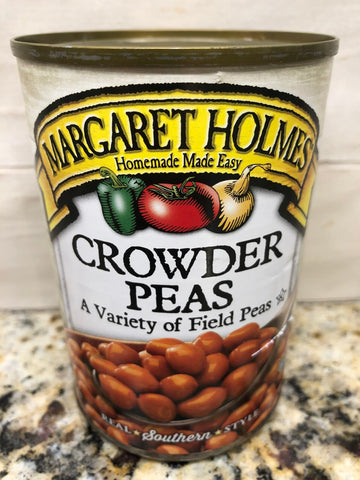 MARGARET HOLMES
Homemade Made Easy
CROWDER
PEAS
A Variety of Field Peas
REAL ★ Southern ★ STYLE